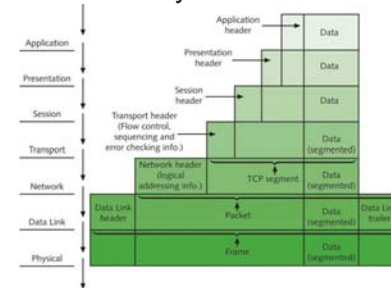 Application
header
Data
Application
Presentation
header
Data
Presentation
Session
header
Data
Session
Transport header
(Flow control,
sequencing and
error checking info.)
Data
(segmented)
Transport
Network header
(logical
addressing info.)
TCP segment
Data
(segmented)
Network
Data Link
header
Packet
Data
(segmented)
trailer
Data Link
Frame
Data
(segmented)
Physical